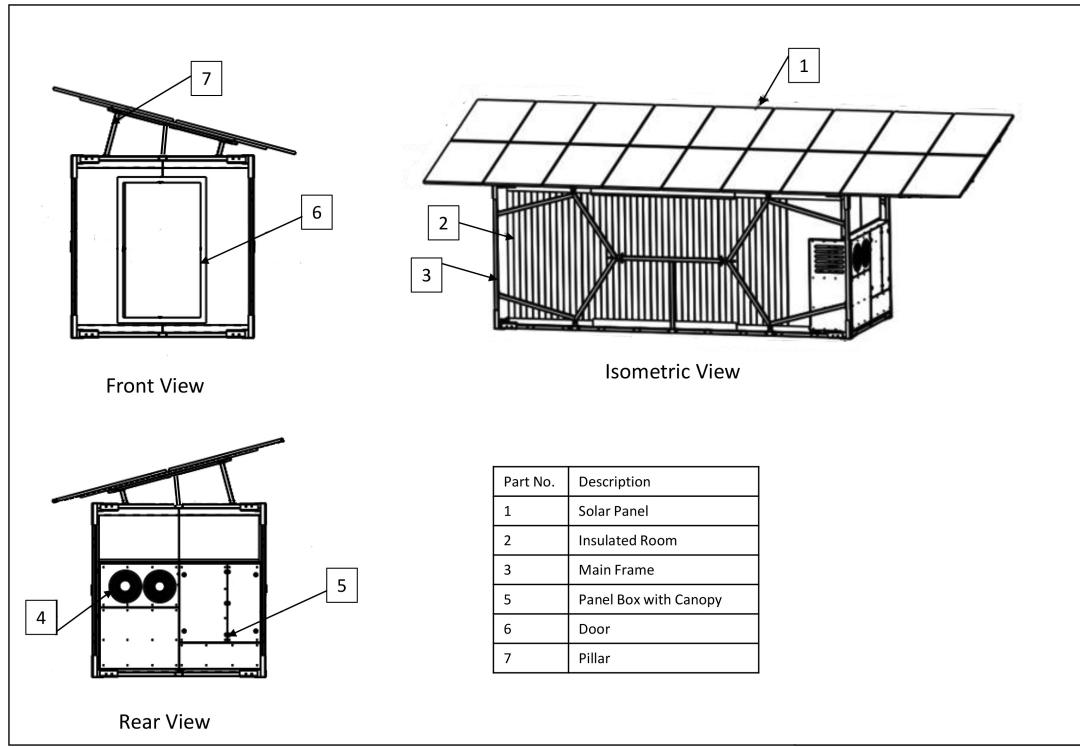 7
1
6
2
3
Front View
Isometric View
4
5
Rear View
Part No. Description
1 Solar Panel
2 Insulated Room
3 Main Frame
5 Panel Box with Canopy
6 Door
7 Pillar